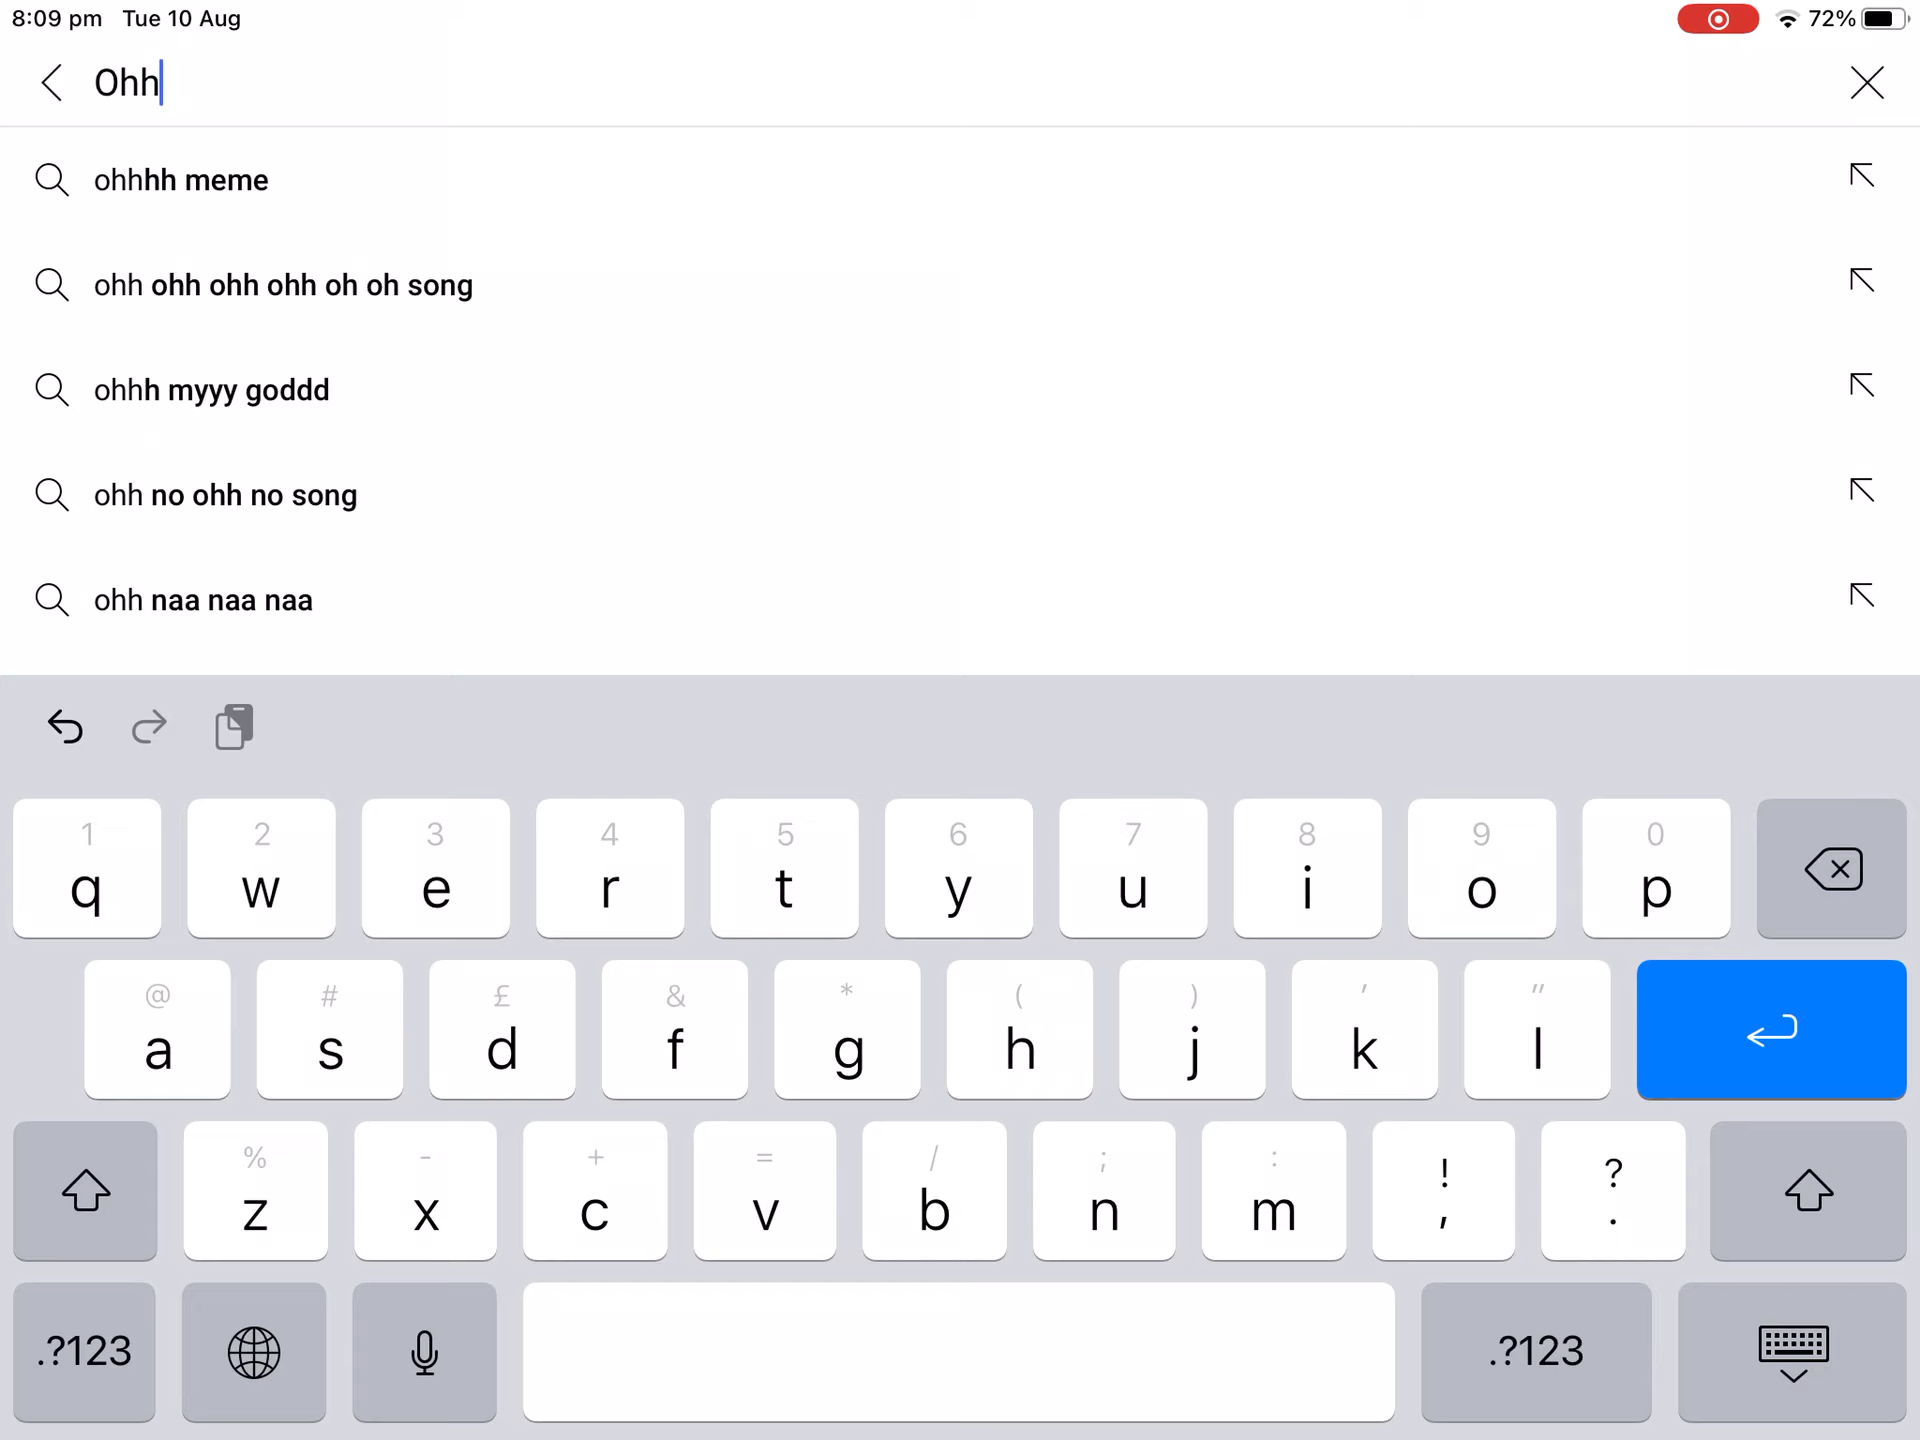 8:09 pm Tue 10 Aug 72%
Ohh
ohhhh meme
ohh ohh ohh ohh oh oh song
ohhh myyy goddd
ohh no ohh no song
ohh naa naa naa
1 2 3 4 5 6 7 8 9 0
q w e r t y u i o p
@ # £ & * ( ) ' "
a s d f g h j k l
% - + = / ; : ! ?
z x c v b n m , .
.?123 .?123